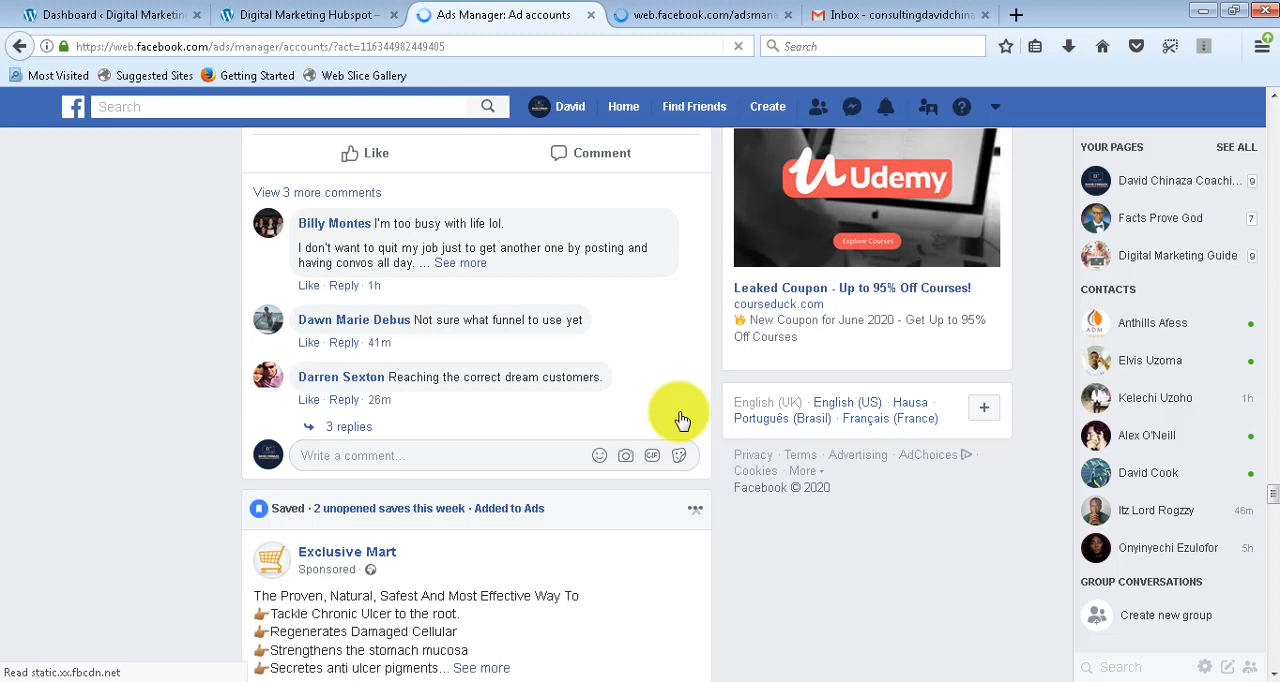 Dashboard ‹ Digital Marketing
Digital Marketing Hubspot –
Ads Manager: Ad accounts
web.facebook.com/adsmana
Inbox - consultingdavidchina
https://web.facebook.com/ads/manager/accounts/?act=116344982449405
Search
Most Visited
Suggested Sites
Getting Started
Web Slice Gallery
Search
David
Home
Find Friends
Create
Like
Comment
View 3 more comments
Billy Montes I'm too busy with life lol.
I don't want to quit my job just to get another one by posting and
having promos all day. ... See more
Like · Reply · 1h
Dawn Marie Debus Not sure what funnel to use yet
Like · Reply · 41m
Darren Sexton Reaching the correct dream customers.
Like · Reply · 26m
3 replies
Write a comment...
GIF
Saved · 2 unopened saves this week · Added to Ads
Exclusive Mart
Sponsored ·
The Proven, Natural, Safest And Most Effective Way To
👉🏽Tackle Chronic Ulcer to the root.
👉🏽Regenerates Damaged Cellular
👉🏽Strengthens the stomach mucosa
👉🏽Secretes anti ulcer pigments... See more
Udemy
Explore Courses
Leaked Coupon - Up to 95% Off Courses!
courseduck.com
🔥 New Coupon for June 2020 - Get Up to 95%
Off Courses
English (UK) · English (US) · Hausa ·
Português (Brasil) · Français (France)
Privacy · Terms · Advertising · AdChoices ·
Cookies · More
Facebook © 2020
YOUR PAGES
SEE ALL
David Chinaza Coachi...
9
Facts Prove God
7
Digital Marketing Guide
9
CONTACTS
Anthills Afess
Elvis Uzoma
Kelechi Uzoho
1h
Alex O'Neill
David Cook
Itz Lord Rogzzy
46m
Onyinyechi Ezulofor
5h
GROUP CONVERSATIONS
Create new group
Search
Read static.xx.fbcdn.net